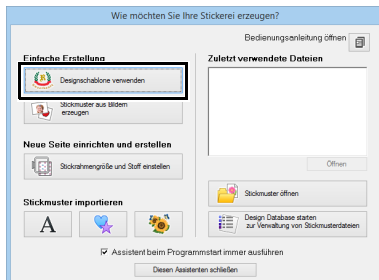 Wie möchten Sie Ihre Stickerei erzeugen?
Bedienungsanleitung öffnen
Einfache Erstellung
Designschablone verwenden
Stickmuster aus Bildern
erzeugen
Neue Seite einrichten und erstellen
Stickrahmengröße und Stoff einstellen
Stickmuster importieren
A
Zuletzt verwendete Dateien
Öffnen
Stickmuster öffnen
Design Database starten
zur Verwaltung von Stickmusterdateien
Assistent beim Programmstart immer ausführen
Diesen Assistenten schließen